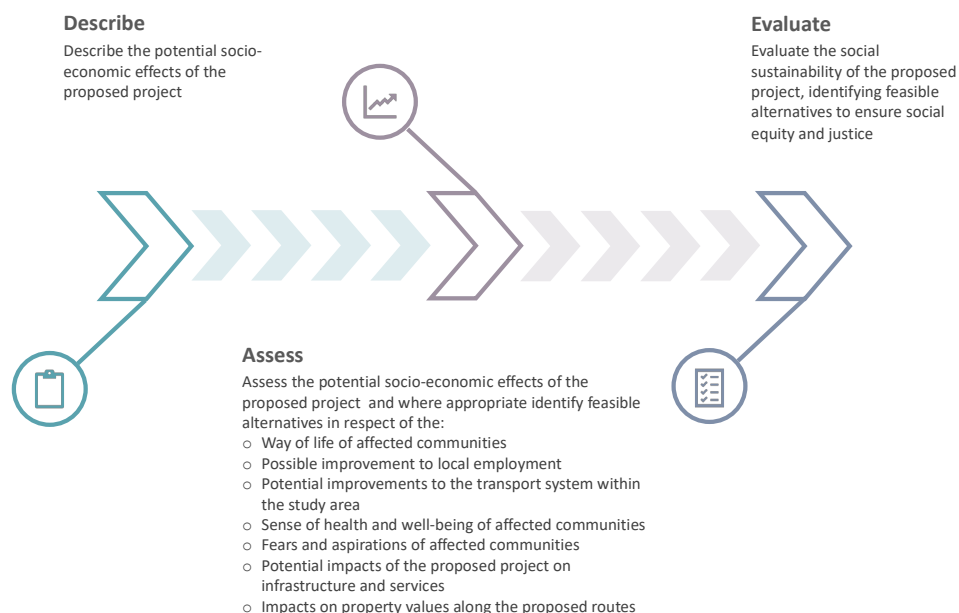 Describe
Describe the potential socio-
economic effects of the
proposed project
Evaluate
Evaluate the social
sustainability of the proposed
project, identifying feasible
alternatives to ensure social
equity and justice
Assess
Assess the potential socio-economic effects of the
proposed project and where appropriate identify feasible
alternatives in respect of the:
o Way of life of affected communities
o Possible improvement to local employment
o Potential improvements to the transport system within
the study area
o Sense of health and well-being of affected communities
o Fears and aspirations of affected communities
o Potential impacts of the proposed project on
infrastructure and services
o Impacts on property values along the proposed routes